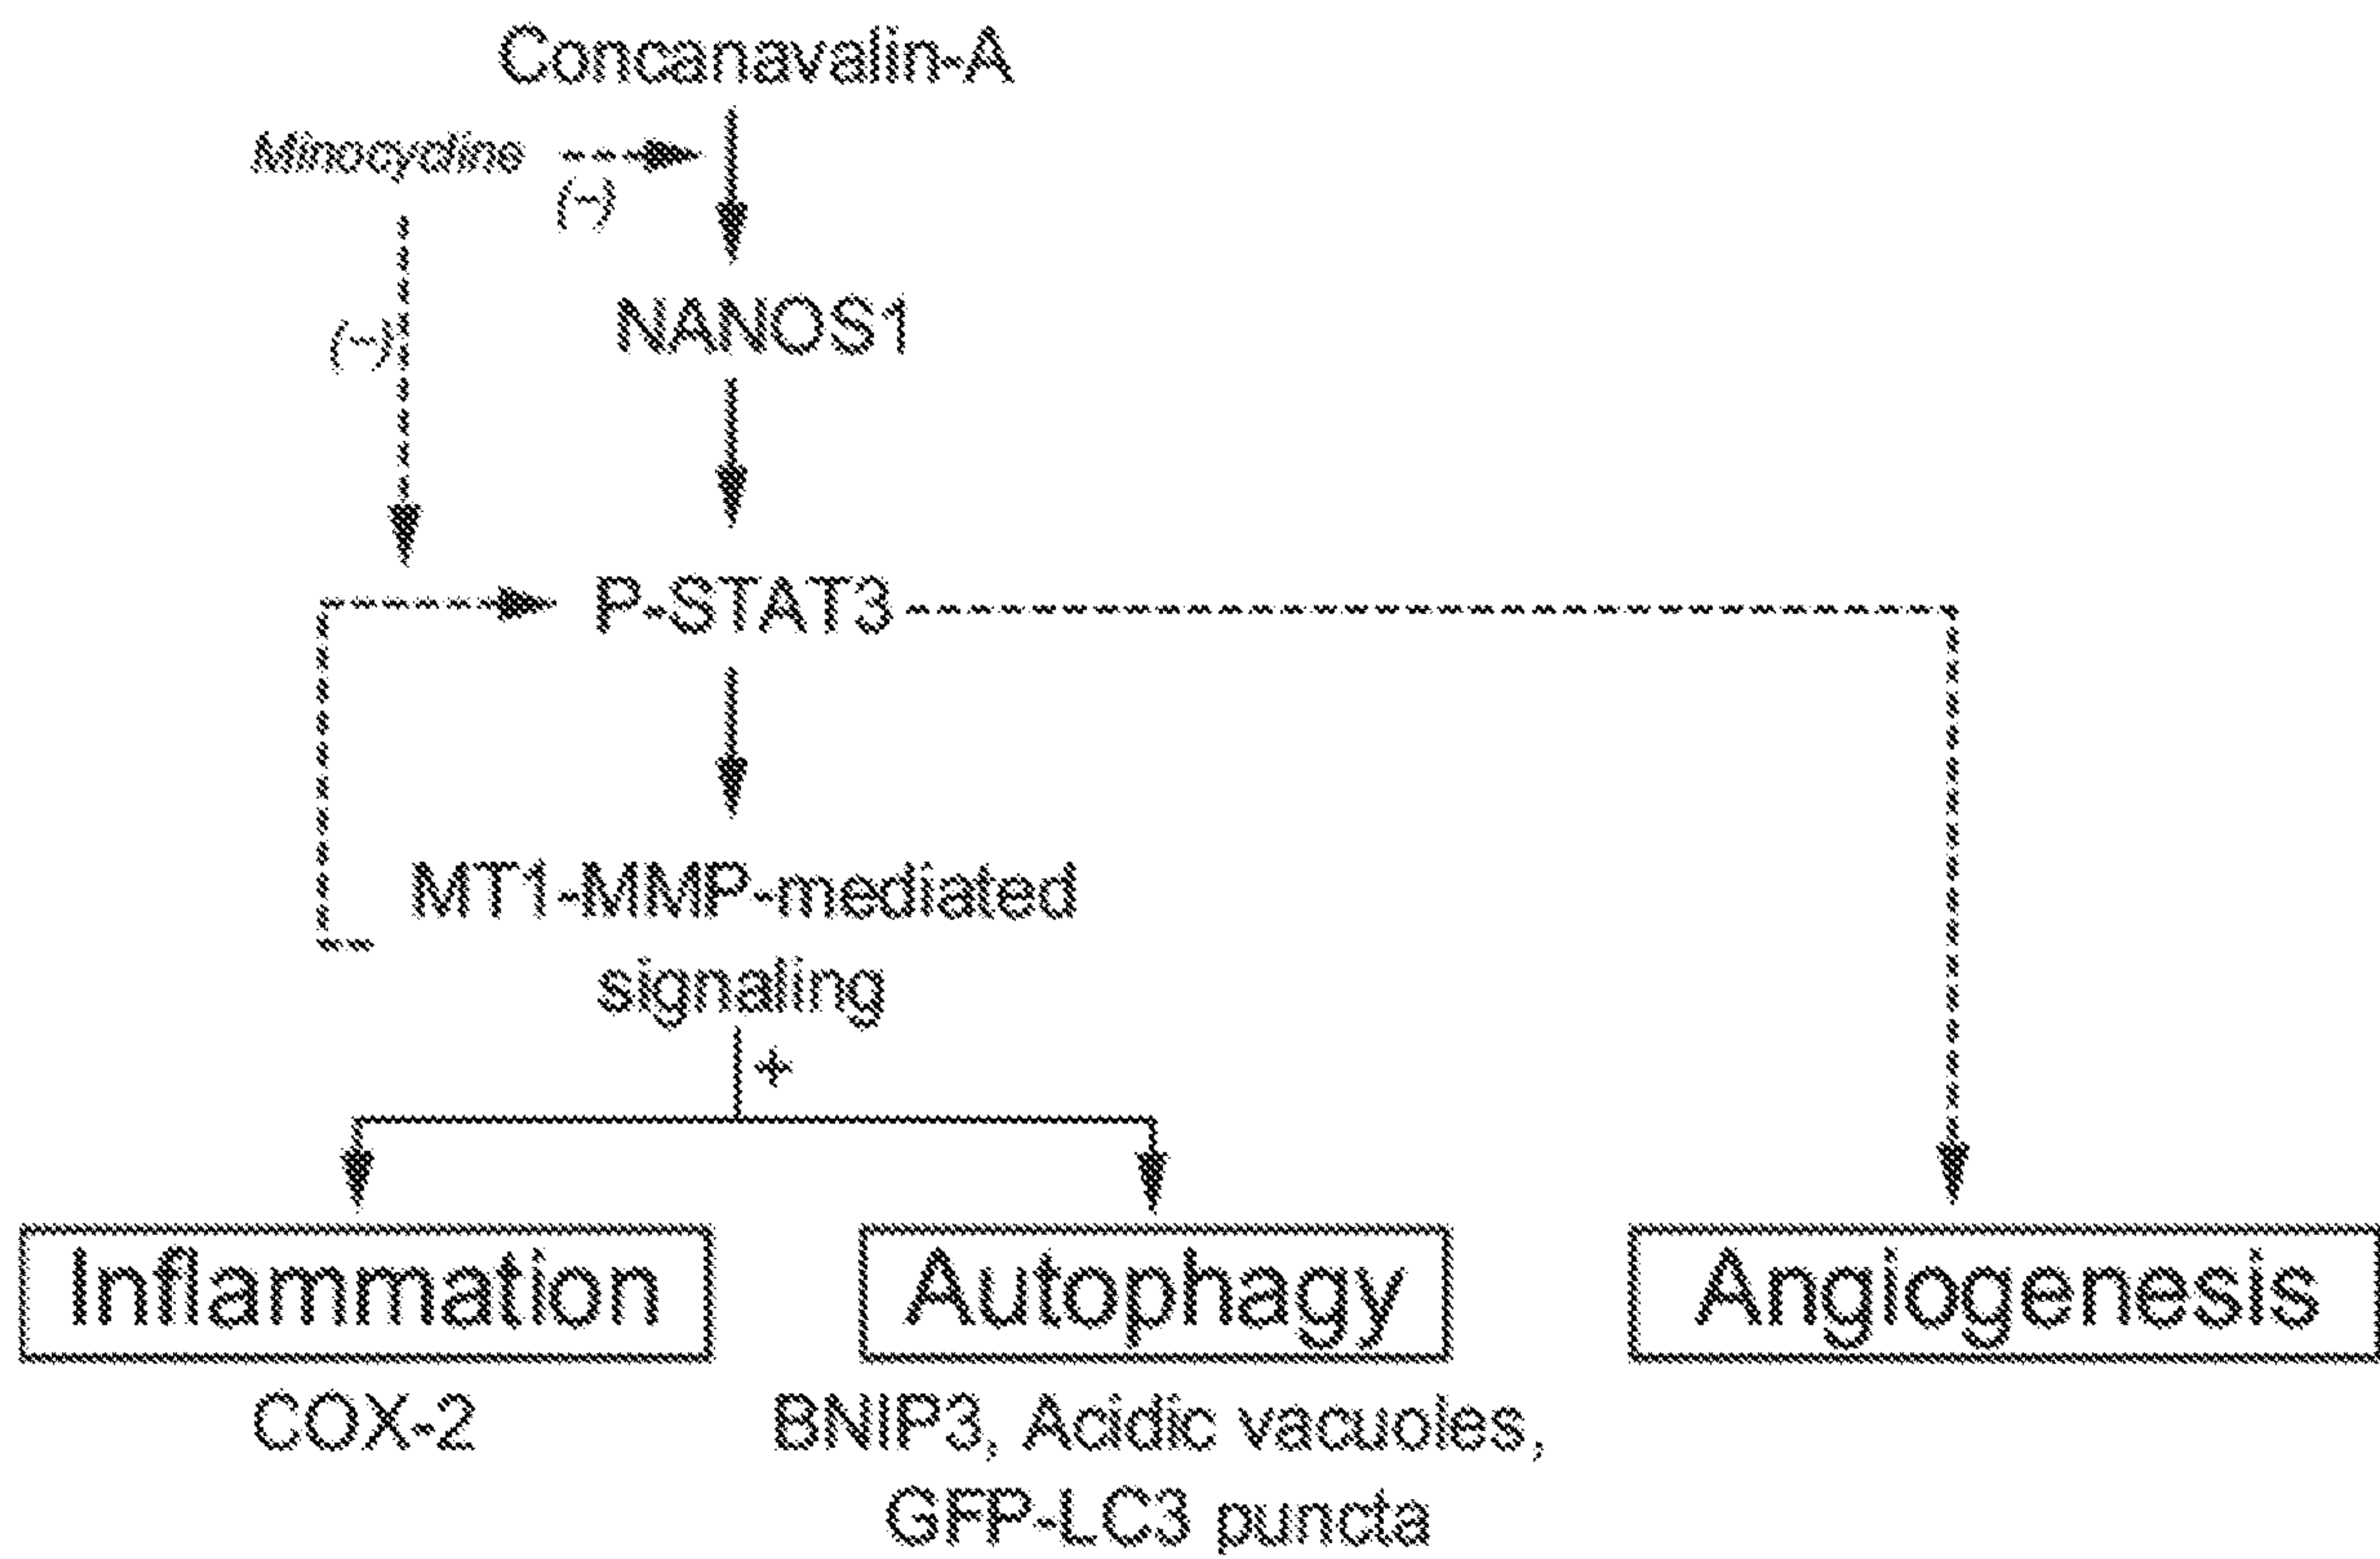 Concanavalin-A
Minocycline
(-)
NANOS1
(-)
P-STAT3
MT1-MMP-mediated
signaling
+
Inflammation
Autophagy
Angiogenesis
COX-2
BNIP3, Acidic vacuoles,
GFP-LC3 puncta